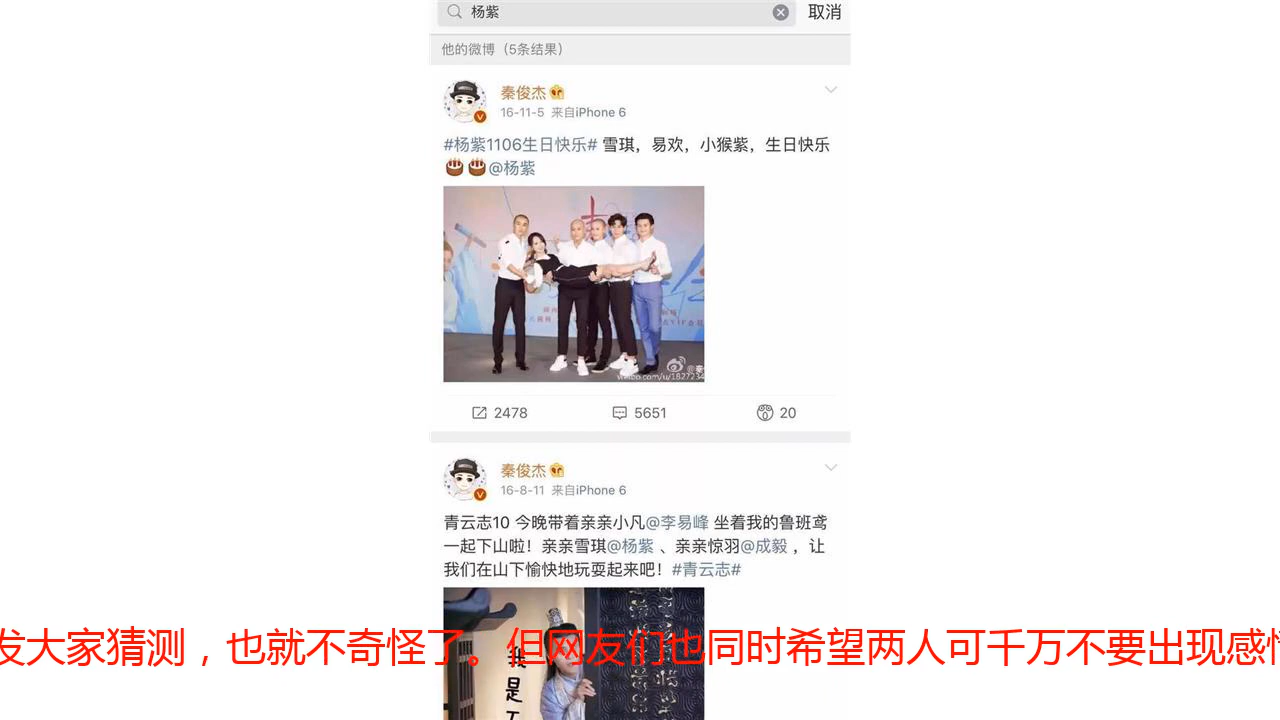 杨紫
取消
他的微博（5条结果）
秦俊杰
16-11-5 来自iPhone 6
#杨紫1106生日快乐# 雪琪，易欢，小猴紫，生日快乐
@杨紫
weibo.com/u/1827234
2478
5651
20
秦俊杰
16-8-11 来自iPhone 6
青云志10 今晚带着亲亲小凡@李易峰 坐着我的鲁班鸢
一起下山啦！亲亲雪琪@杨紫 、亲亲惊羽@成毅 ，让
我们在山下愉快地玩耍起来吧！#青云志#
发大家猜测，也就不奇怪了。但网友们也同时希望两人可千万不要出现感情
我是